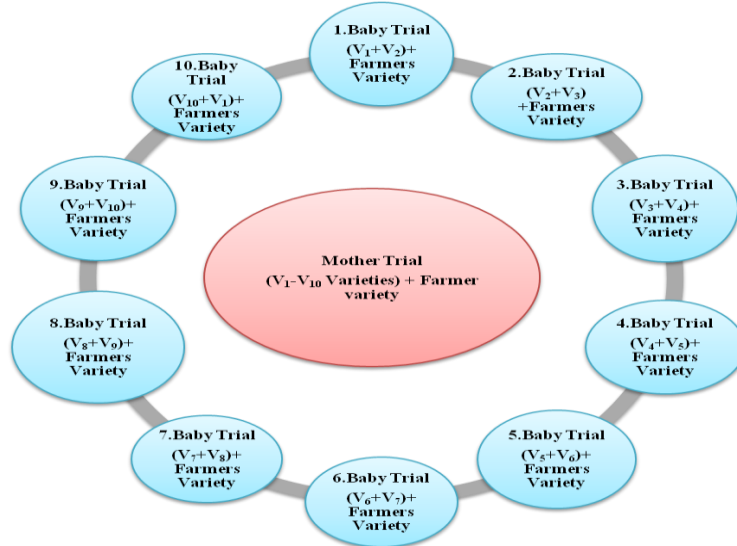 1.Baby Trial
(V₁+V₂)+
Farmers
Variety
2.Baby Trial
(V₂+V₃)
+Farmers
Variety
3.Baby Trial
(V₃+V₄)+
Farmers
Variety
4.Baby Trial
(V₄+V₅)+
Farmers
Variety
5.Baby Trial
(V₅+V₆)+
Farmers
Variety
6.Baby Trial
(V₆+V₇)+
Farmers
Variety
7.Baby Trial
(V₇+V₈)+
Farmers
Variety
8.Baby Trial
(V₈+V₉)+
Farmers
Variety
9.Baby Trial
(V₉+V₁₀)+
Farmers
Variety
10.Baby
Trial
(V₁₀+V₁)+
Farmers
Variety
Mother Trial
(V₁-V₁₀ Varieties) + Farmer
variety